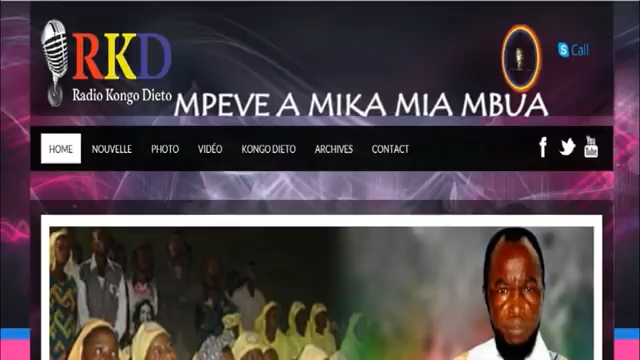 RKD
Radio Kongo Dieto
MPEVE A MIKA MIA MBUA
S Call
HOME NOUVELLE PHOTO VIDÉO KONGO DIETO ARCHIVES CONTACT
f You Tube